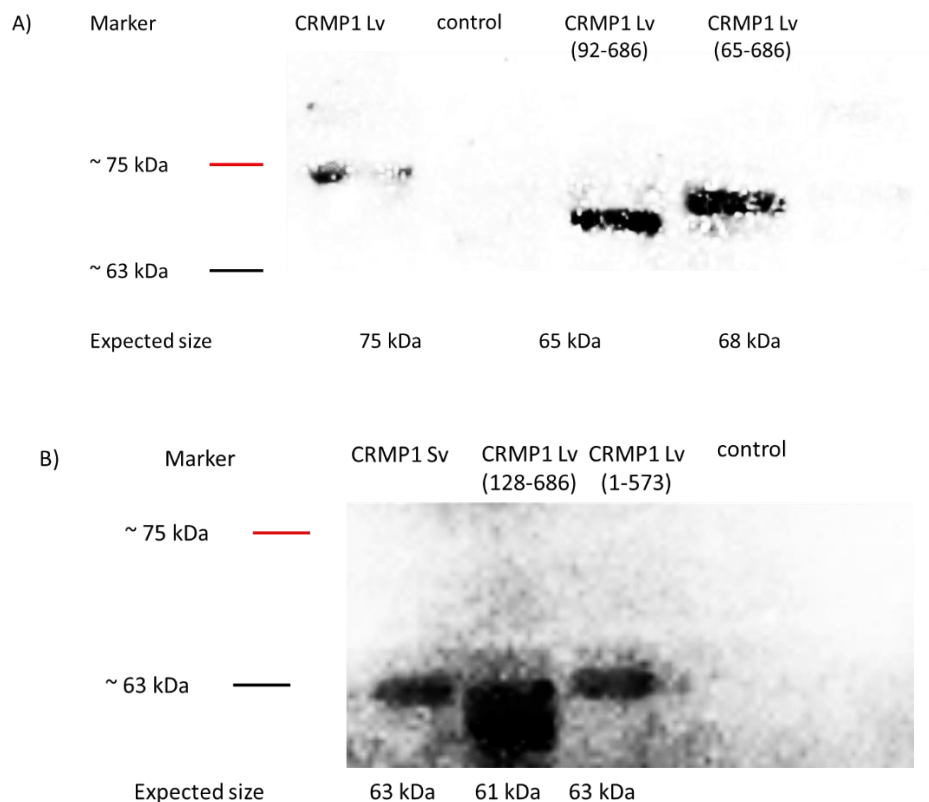 A) Marker CRMP1 Lv control CRMP1 Lv CRMP1 Lv
(92-686) (65-686)
~ 75 kDa
~ 63 kDa
Expected size 75 kDa 65 kDa 68 kDa
B) Marker CRMP1 Sv CRMP1 Lv CRMP1 Lv control
(128-686) (1-573)
~ 75 kDa
~ 63 kDa
Expected size 63 kDa 61 kDa 63 kDa